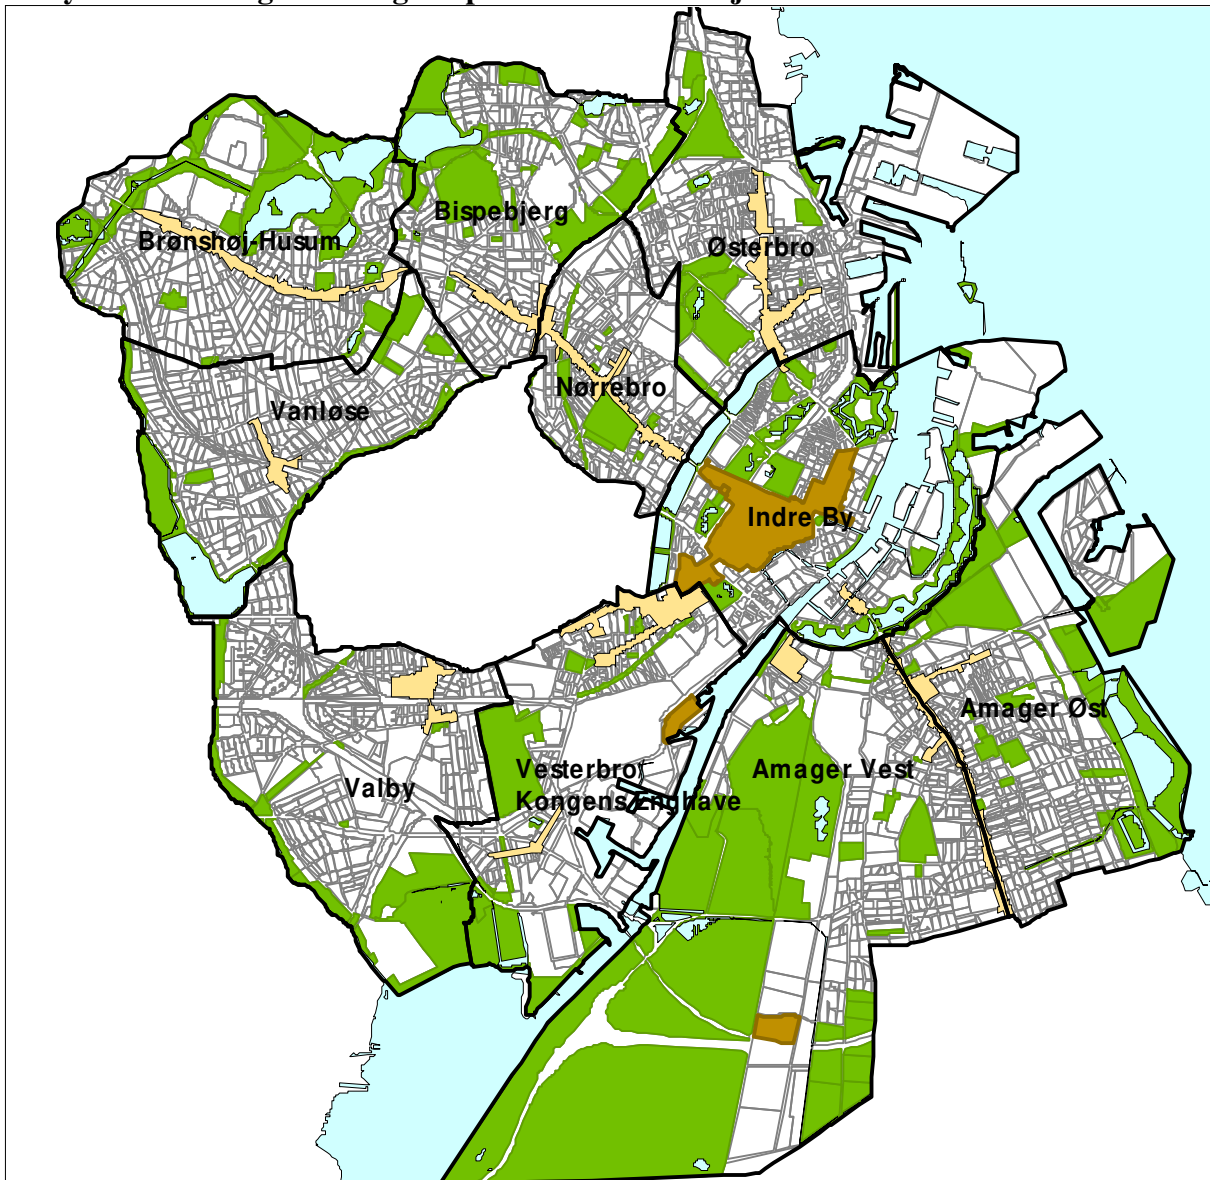 Bispebjerg
Brønshøj-Husum
Østerbro
Nørrebro
Vanløse
Indre By
Amager Øst
Vesterbro/
Kongens Enghave
Amager Vest
Valby